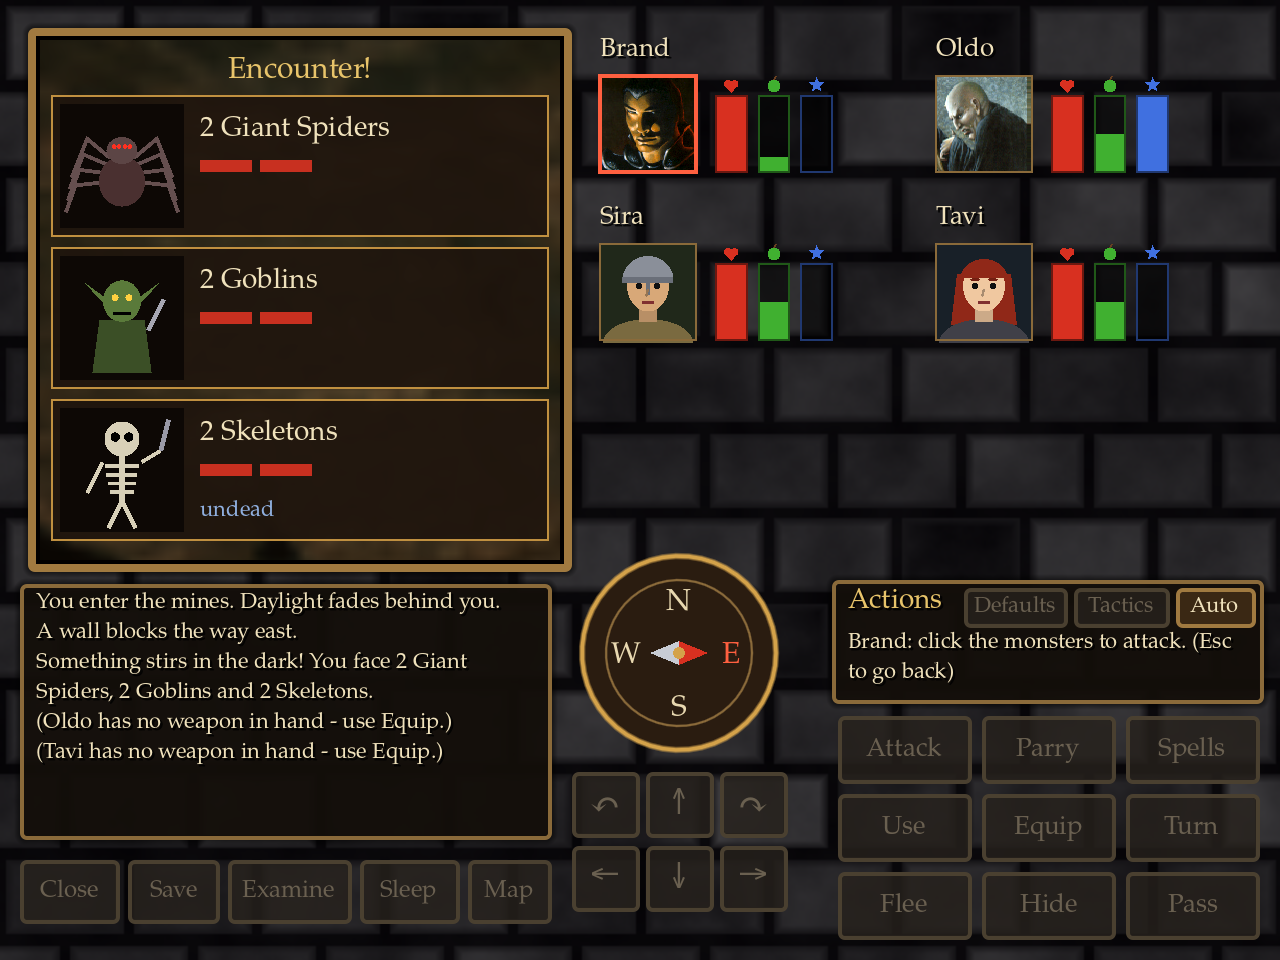 Encounter!
2 Giant Spiders
2 Goblins
2 Skeletons
undead
Brand
Oldo
Sira
Tavi
You enter the mines. Daylight fades behind you.
A wall blocks the way east.
Something stirs in the dark! You face 2 Giant
Spiders, 2 Goblins and 2 Skeletons.
(Oldo has no weapon in hand - use Equip.)
(Tavi has no weapon in hand - use Equip.)
Close Save Examine Sleep Map
N
W E
S
Actions Defaults Tactics Auto
Brand: click the monsters to attack. (Esc
to go back)
Attack Parry Spells
Use Equip Turn
Flee Hide Pass